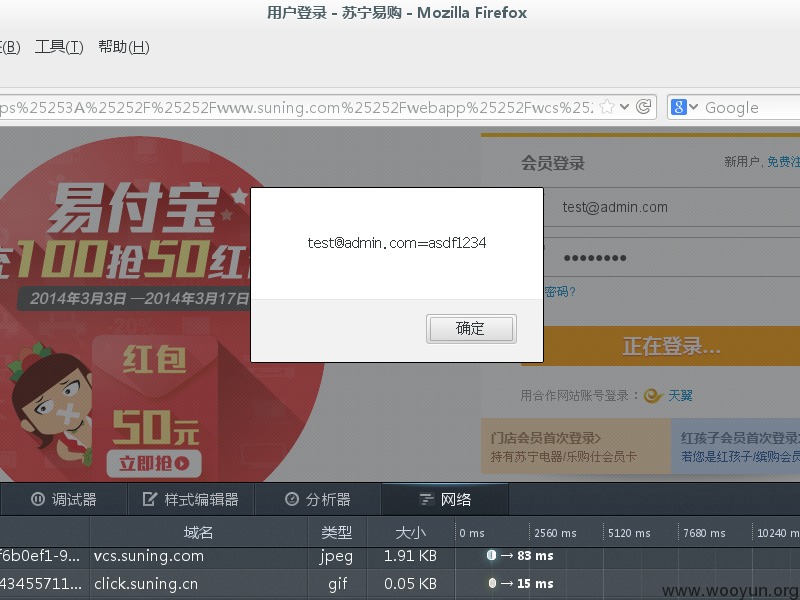 用户登录 - 苏宁易购 - Mozilla Firefox
(B) 工具(T) 帮助(H)
ps%25253A%25252F%25252Fwww.suning.com%25252Fwebapp%25252Fwcs%252
Google
会员登录
新用户, 免费注
易付宝
充100抢50红
2014年3月3日—2014年3月17日
红包
50元
立即抢
test@admin.com
••••••••
密码?
test@admin.com=asdf1234
确定
正在登录...
用合作网站账号登录： 天翼
门店会员首次登录>
持有苏宁电器/乐购仕会员卡
红孩子会员首次登录>
若您是红孩子/缤购会员
调试器 样式编辑器 分析器 网络
域名 类型 大小 0 ms 2560 ms 5120 ms 7680 ms 10240 m
f6b0ef1-9... vcs.suning.com jpeg 1.91 KB → 83 ms
43455711... click.suning.cn gif 0.05 KB → 15 ms
www.wooyun.org